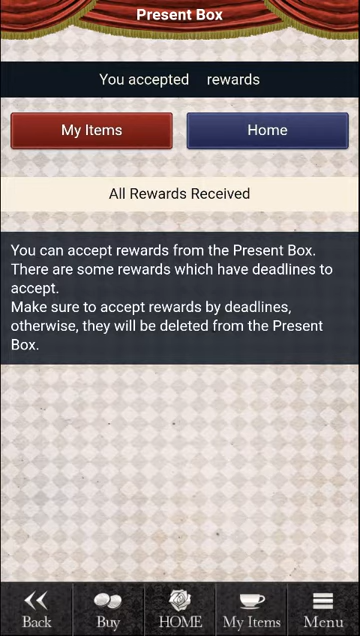 Present Box
You accepted rewards
My Items
Home
All Rewards Received
You can accept rewards from the Present Box.
There are some rewards which have deadlines to
accept.
Make sure to accept rewards by deadlines,
otherwise, they will be deleted from the Present
Box.
Back
Buy
HOME
My Items
Menu